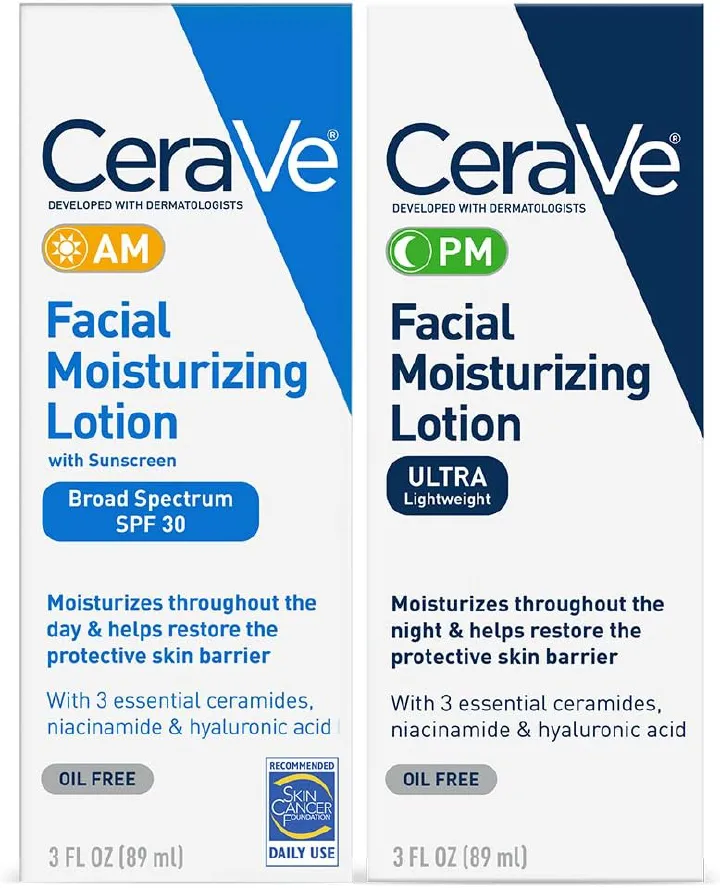 CeraVe®
DEVELOPED WITH DERMATOLOGISTS
AM
Facial
Moisturizing
Lotion
with Sunscreen
Broad Spectrum
SPF 30
Moisturizes throughout the
day & helps restore the
protective skin barrier
With 3 essential ceramides,
niacinamide & hyaluronic acid
OIL FREE
RECOMMENDED
SKIN
CANCER
FOUNDATION
DAILY USE
3 FL OZ (89 ml)
CeraVe®
DEVELOPED WITH DERMATOLOGISTS
PM
Facial
Moisturizing
Lotion
ULTRA
Lightweight
Moisturizes throughout the
night & helps restore the
protective skin barrier
With 3 essential ceramides,
niacinamide & hyaluronic acid
OIL FREE
3 FL OZ (89 ml)